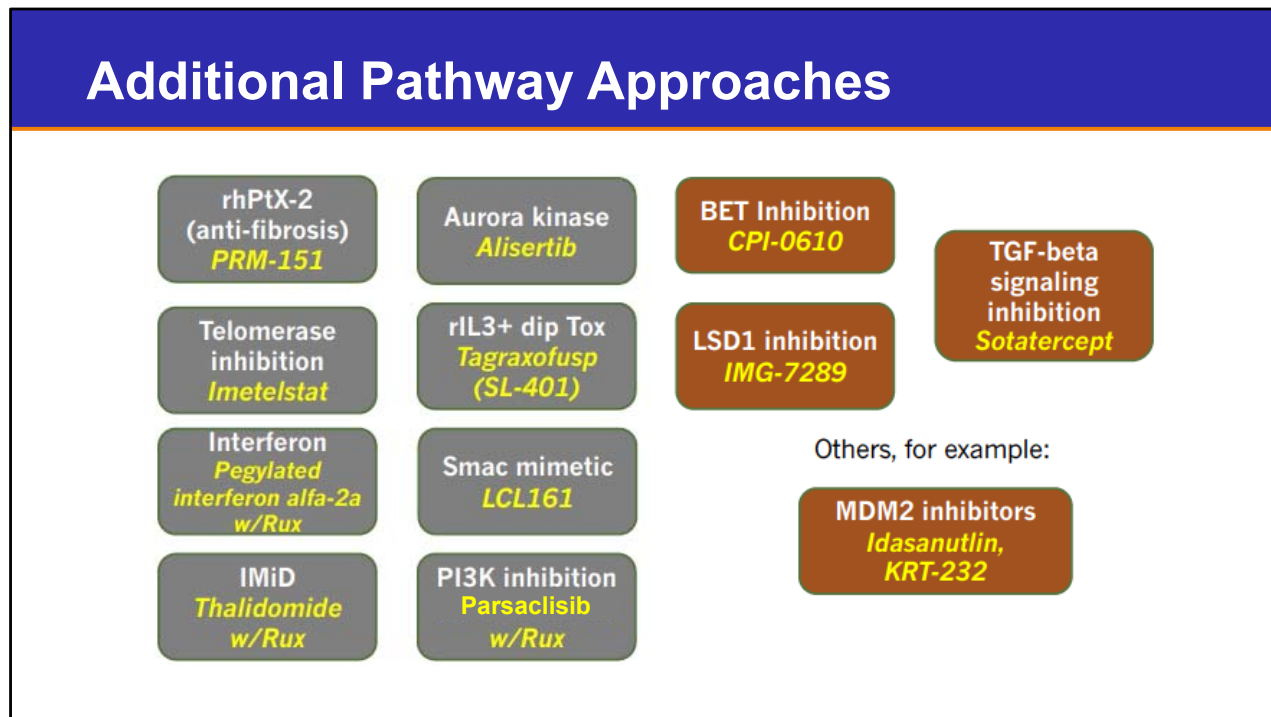 Additional Pathway Approaches
rhPtX-2
(anti-fibrosis)
PRM-151
Telomerase
inhibition
Imetelstat
Interferon
Pegylated
interferon alfa-2a
w/Rux
IMiD
Thalidomide
w/Rux
Aurora kinase
Alisertib
rIL3+ dip Tox
Tagraxofusp
(SL-401)
Smac mimetic
LCL161
PI3K inhibition
Parsaclisib
w/Rux
BET Inhibition
CPI-0610
LSD1 inhibition
IMG-7289
TGF-beta
signaling
inhibition
Sotatercept
Others, for example:
MDM2 inhibitors
Idasanutlin,
KRT-232